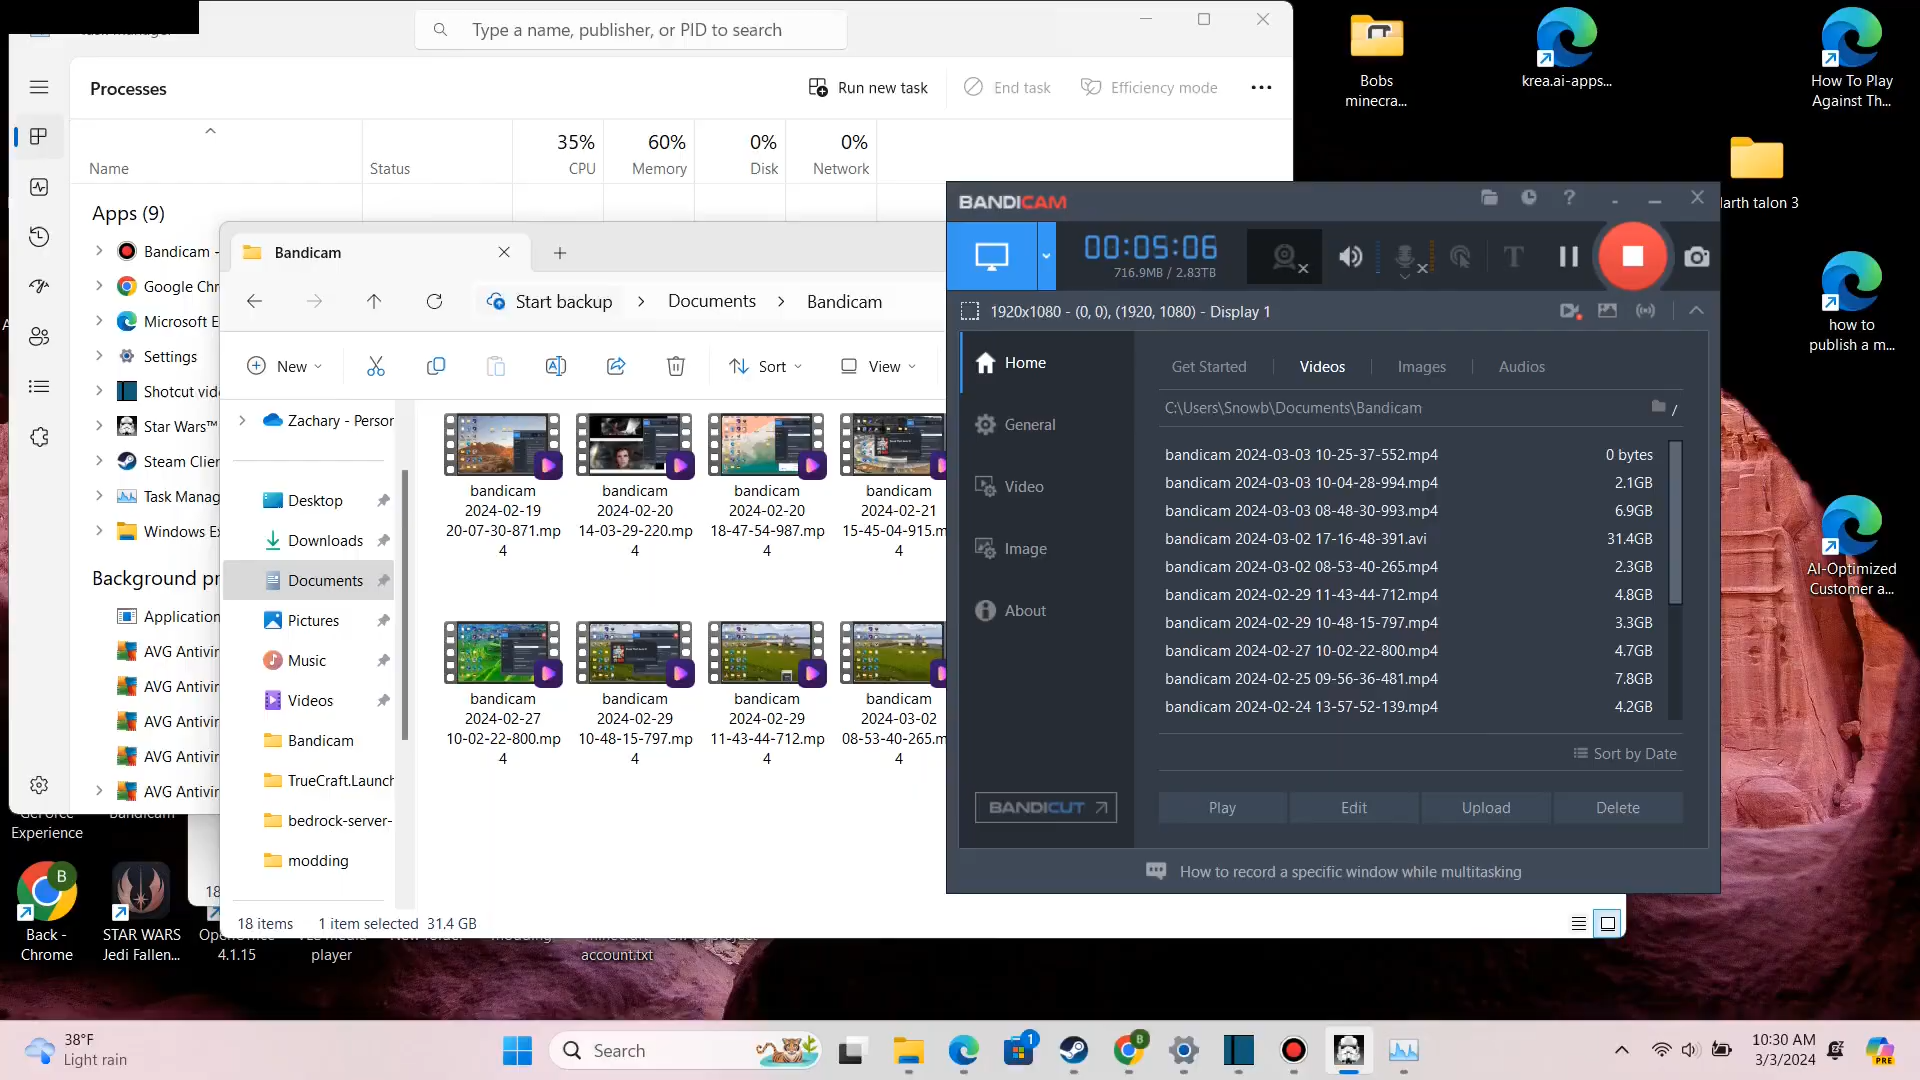 Type a name, publisher, or PID to search
Processes
Run new task
End task
Efficiency mode
Name
Status
35%
CPU
60%
Memory
0%
Disk
0%
Network
Apps (9)
Bandicam -
Google Chr
Microsoft E
Settings
Shotcut vid
Star Wars™
Steam Clier
Task Manag
Windows Ex
Background pr
Application
AVG Antivir
AVG Antivir
AVG Antivir
AVG Antivir
AVG Antivir
Bandicam
Start backup
Documents
Bandicam
New
Sort
View
Zachary - Persor
Desktop
Downloads
Documents
Pictures
Music
Videos
Bandicam
TrueCraft.Launch
bedrock-server-
modding
bandicam
2024-02-19
20-07-30-871.mp
4
bandicam
2024-02-20
14-03-29-220.mp
4
bandicam
2024-02-20
18-47-54-987.mp
4
bandicam
2024-02-21
15-45-04-915.m
4
bandicam
2024-02-27
10-02-22-800.mp
4
bandicam
2024-02-29
10-48-15-797.mp
4
bandicam
2024-02-29
11-43-44-712.mp
4
bandicam
2024-03-02
08-53-40-265.m
4
18 items
1 item selected 31.4 GB
BANDICAM
00:05:06
716.9MB / 2.83TB
1920x1080 - (0, 0), (1920, 1080) - Display 1
Home
General
Video
Image
About
BANDICUT
Get Started
Videos
Images
Audios
C:\Users\Snowb\Documents\Bandicam
/
bandicam 2024-03-03 10-25-37-552.mp4 0 bytes
bandicam 2024-03-03 10-04-28-994.mp4 2.1GB
bandicam 2024-03-03 08-48-30-993.mp4 6.9GB
bandicam 2024-03-02 17-16-48-391.avi 31.4GB
bandicam 2024-03-02 08-53-40-265.mp4 2.3GB
bandicam 2024-02-29 11-43-44-712.mp4 4.8GB
bandicam 2024-02-29 10-48-15-797.mp4 3.3GB
bandicam 2024-02-27 10-02-22-800.mp4 4.7GB
bandicam 2024-02-25 09-56-36-481.mp4 7.8GB
bandicam 2024-02-24 13-57-52-139.mp4 4.2GB
Sort by Date
Play
Edit
Upload
Delete
How to record a specific window while multitasking
Bobs
minecra...
krea.ai-apps...
How To Play
Against Th...
larth talon 3
how to
publish a m...
AI-Optimized
Customer a...
Experience
Back -
Chrome
STAR WARS
Jedi Fallen...
4.1.15
player
account.txt
38°F
Light rain
Search
10:30 AM
3/3/2024